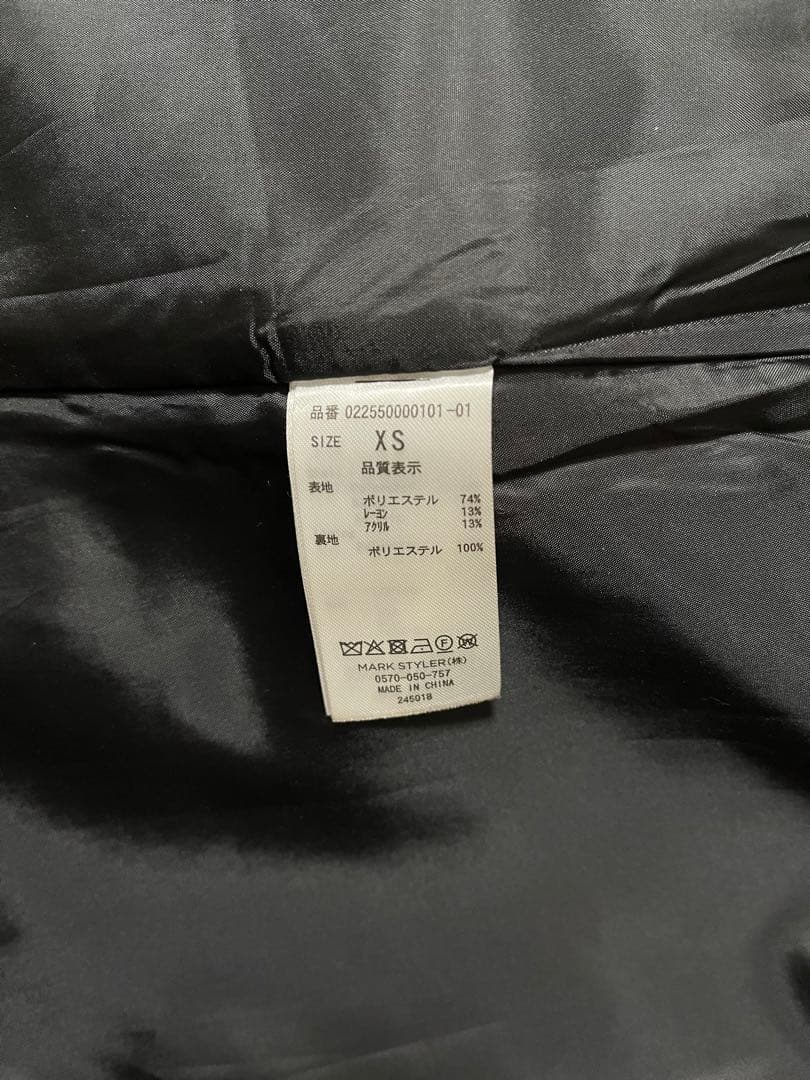 品番 022550000101-01
SIZE XS
品質表示
表地
ポリエステル 74%
レーヨン 13%
アクリル 13%
裏地
ポリエステル 100%
MARK STYLER(株)
0570-050-757
MADE IN CHINA
245018